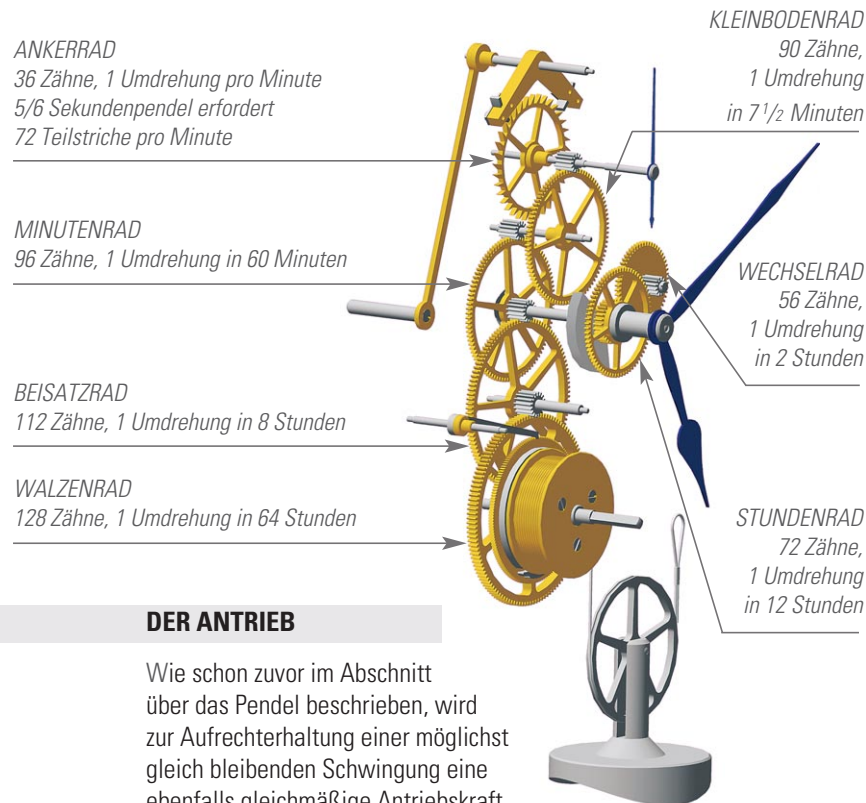 ANKERRAD
36 Zähne, 1 Umdrehung pro Minute
5/6 Sekundenpendel erfordert
72 Teilstriche pro Minute
MINUTENRAD
96 Zähne, 1 Umdrehung in 60 Minuten
BEISATZRAD
112 Zähne, 1 Umdrehung in 8 Stunden
WALZENRAD
128 Zähne, 1 Umdrehung in 64 Stunden
KLEINBODENRAD
90 Zähne,
1 Umdrehung
in 7 1/2 Minuten
WECHSELRAD
56 Zähne,
1 Umdrehung
in 2 Stunden
STUNDENRAD
72 Zähne,
1 Umdrehung
in 12 Stunden
DER ANTRIEB
Wie schon zuvor im Abschnitt
über das Pendel beschrieben, wird
zur Aufrechterhaltung einer möglichst
gleich bleibenden Schwingung eine
ebenfalls gleichmäßige Antriebskraft